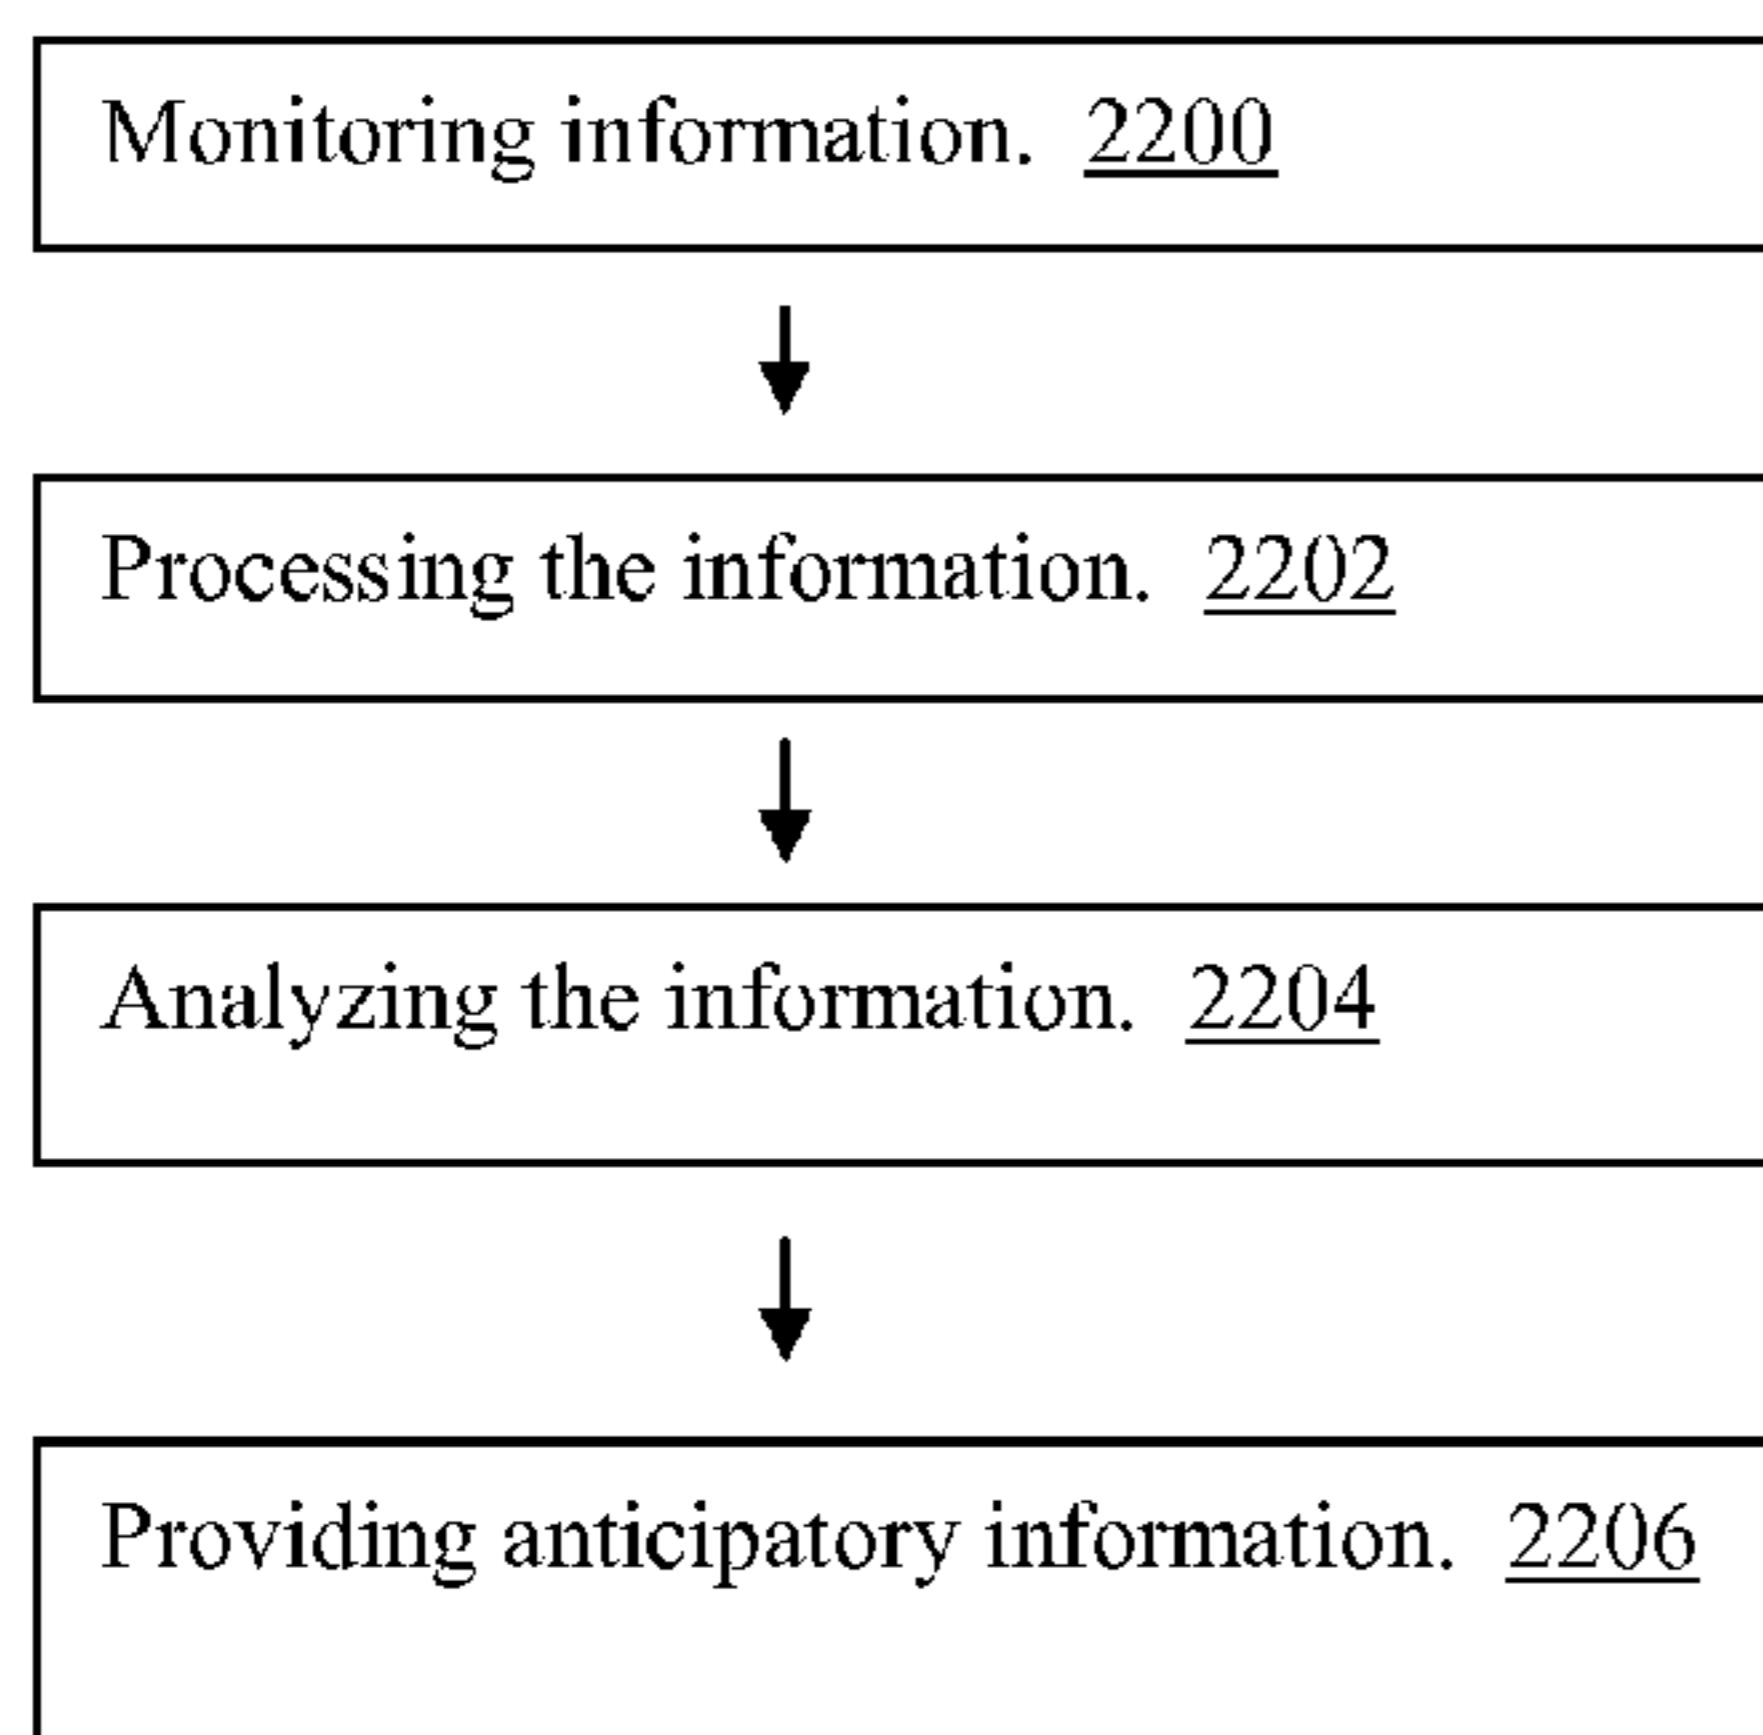 Monitoring information. 2200
Processing the information. 2202
Analyzing the information. 2204
Providing anticipatory information. 2206